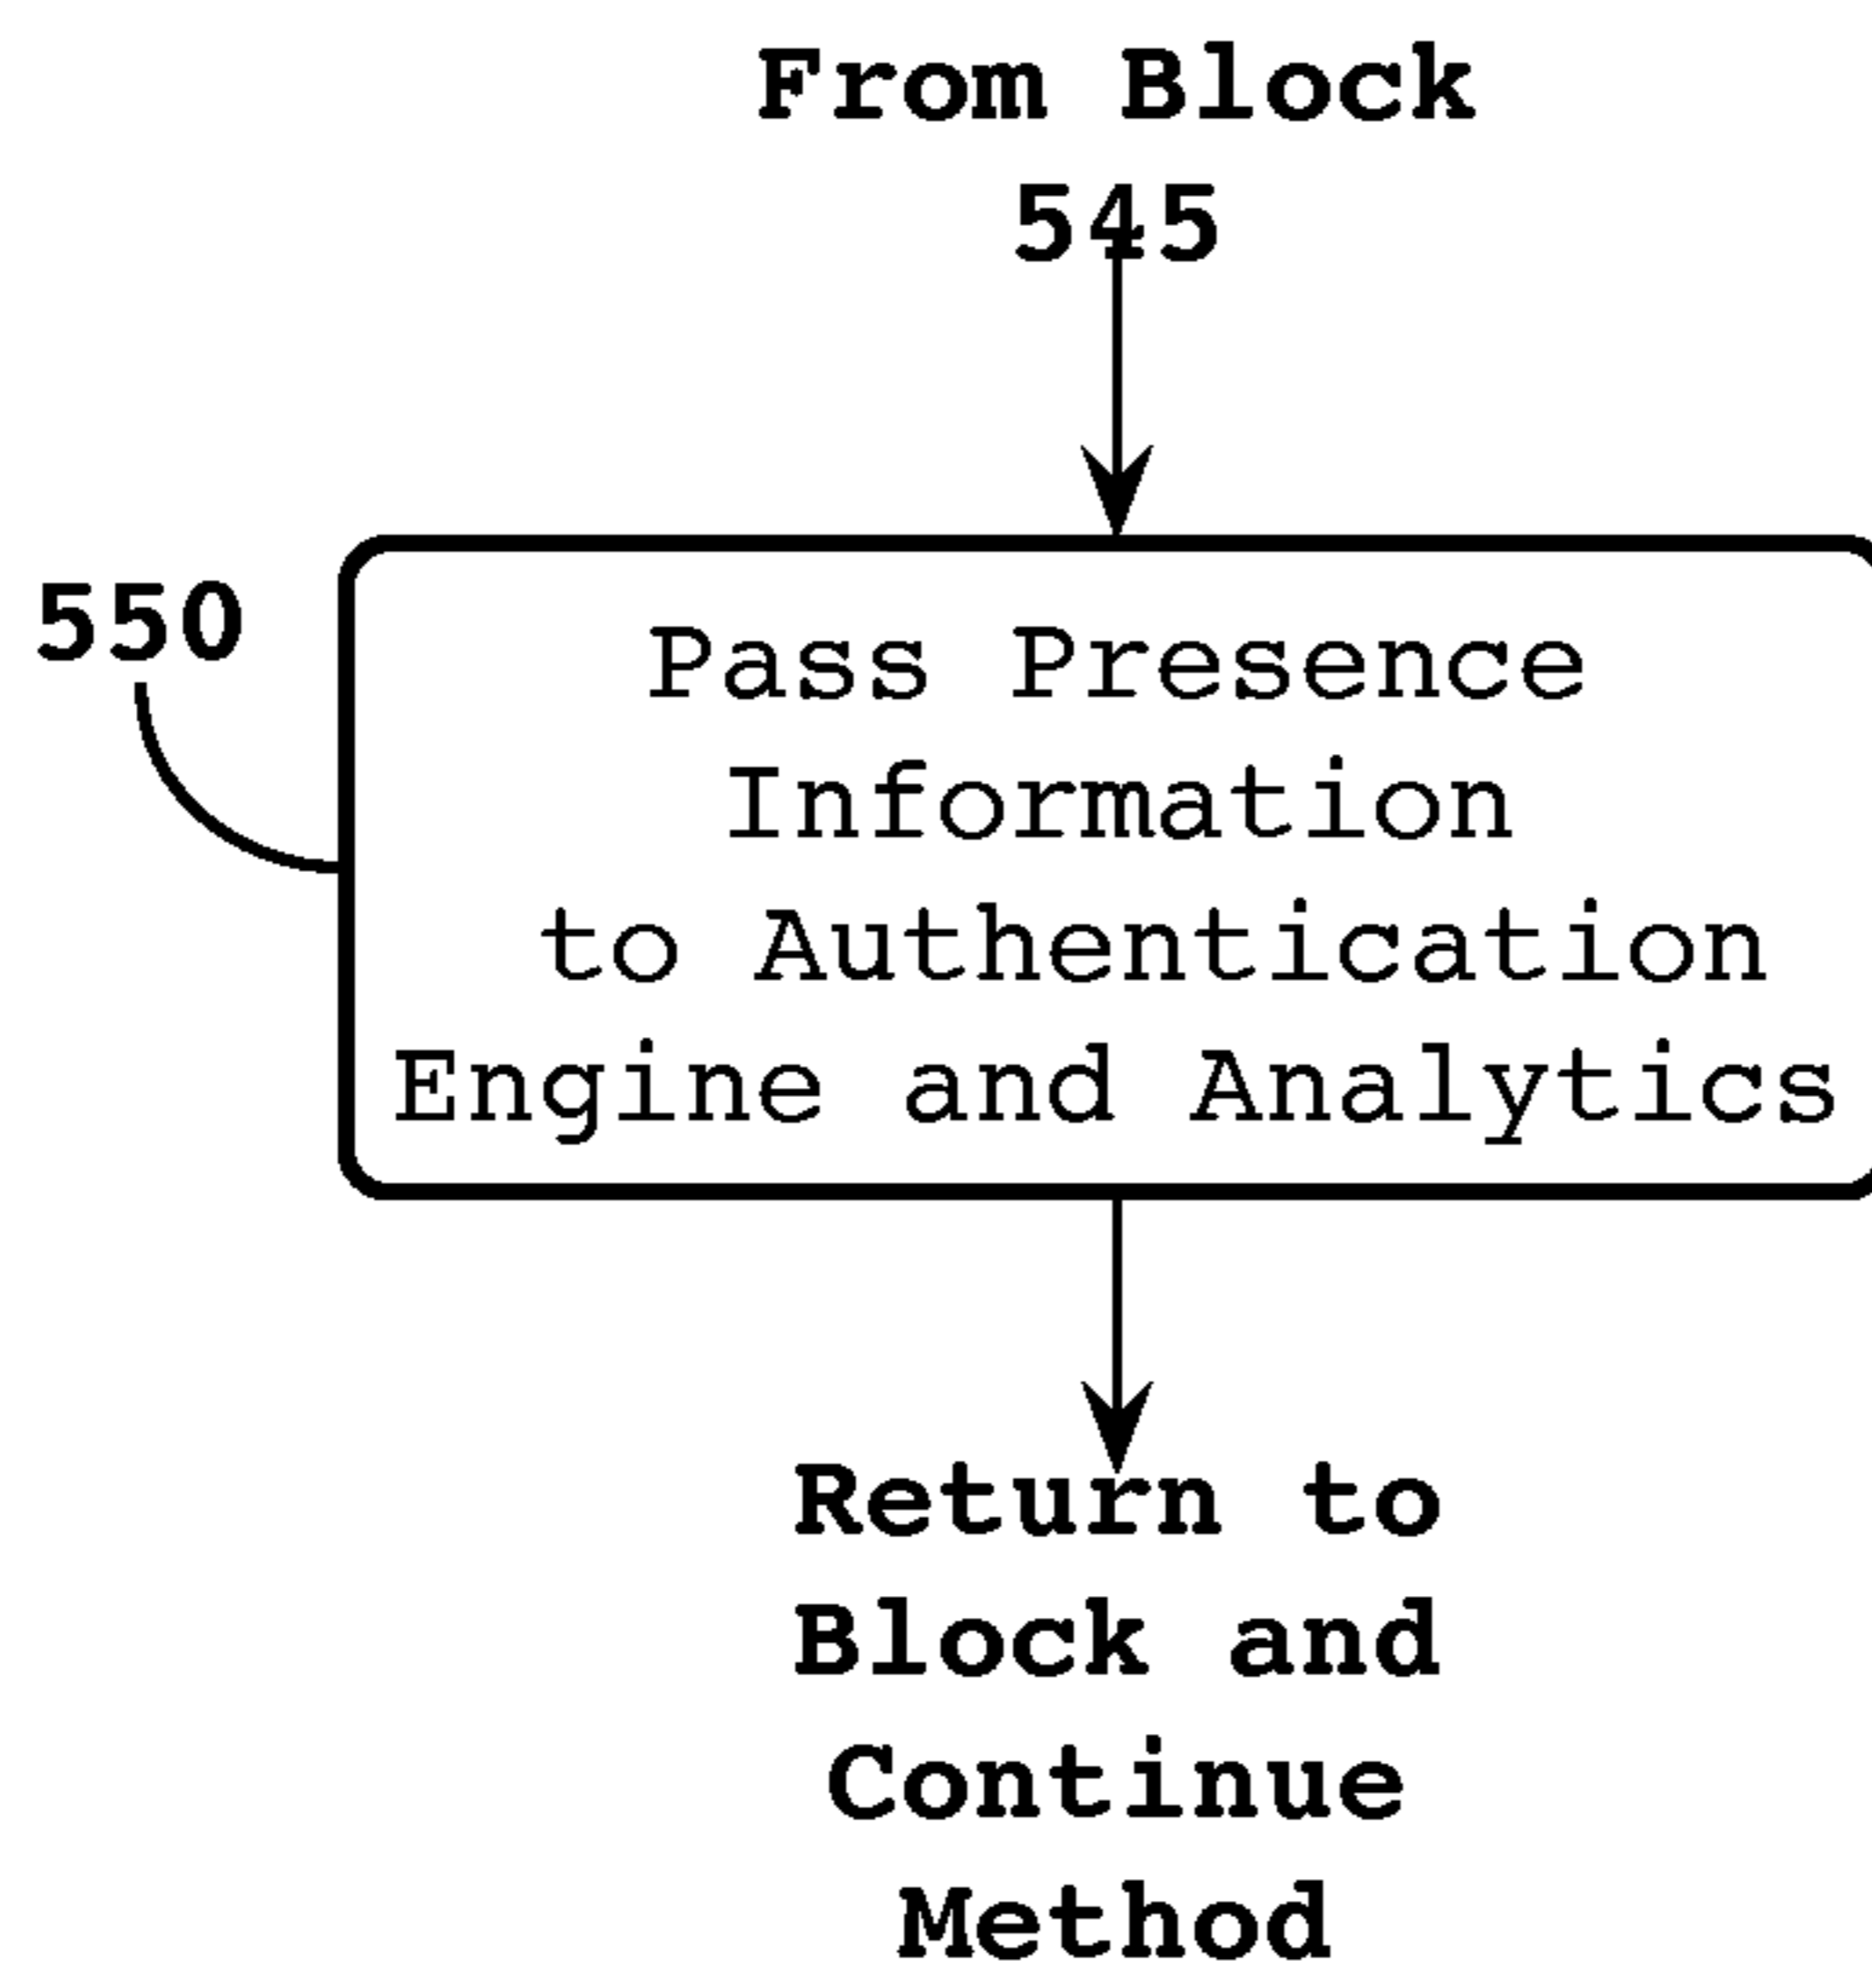 From Block
545
550
Pass Presence
Information
to Authentication
Engine and Analytics
Return to
Block and
Continue
Method